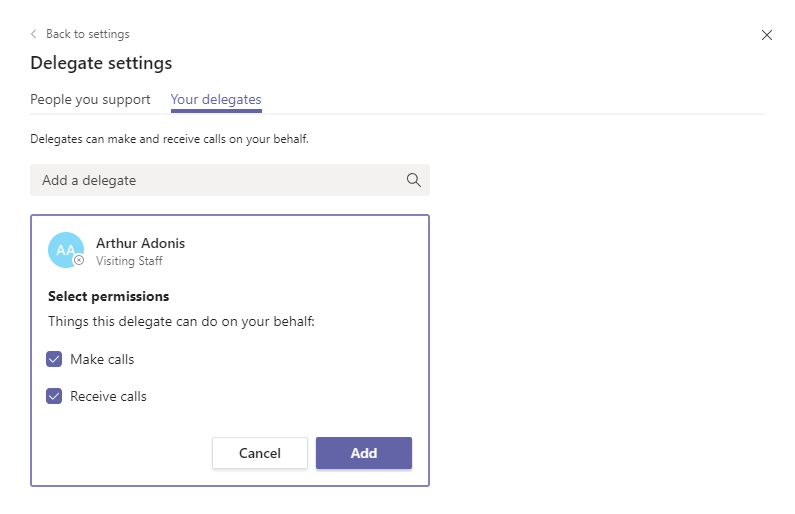 Back to settings
Delegate settings
People you support
Your delegates
Delegates can make and receive calls on your behalf.
Add a delegate
AA
Arthur Adonis
Visiting Staff
Select permissions
Things this delegate can do on your behalf:
Make calls
Receive calls
Cancel
Add